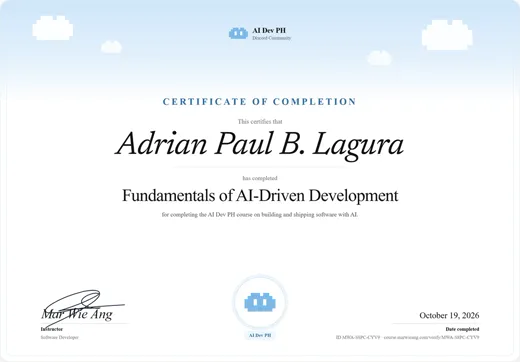 AI Dev PH
Discord Community
CERTIFICATE OF COMPLETION
This certifies that
Adrian Paul B. Lagura
has completed
Fundamentals of AI-Driven Development
for completing the AI Dev PH course on building and shipping software with AI.
Mar Wie Ang
Instructor
Software Developer
AI Dev PH
October 19, 2026
Date completed